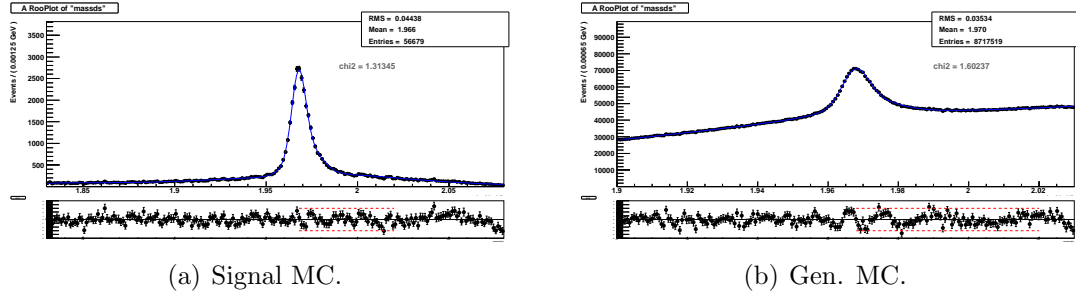 A RooPlot of "massds"
RMS = 0.04438
Mean = 1.966
Entries = 56679
Events / ( 0.00125 GeV )
3500
3000
2500
2000
1500
1000
500
chi2 = 1.31345
1.85
1.9
1.95
2
2.05
(a) Signal MC.
A RooPlot of "massds"
RMS = 0.03534
Mean = 1.970
Entries = 8717519
Events / ( 0.00065 GeV )
90000
80000
70000
60000
50000
40000
30000
20000
10000
chi2 = 1.60237
1.9
1.92
1.94
1.96
1.98
2
2.02
(b) Gen. MC.